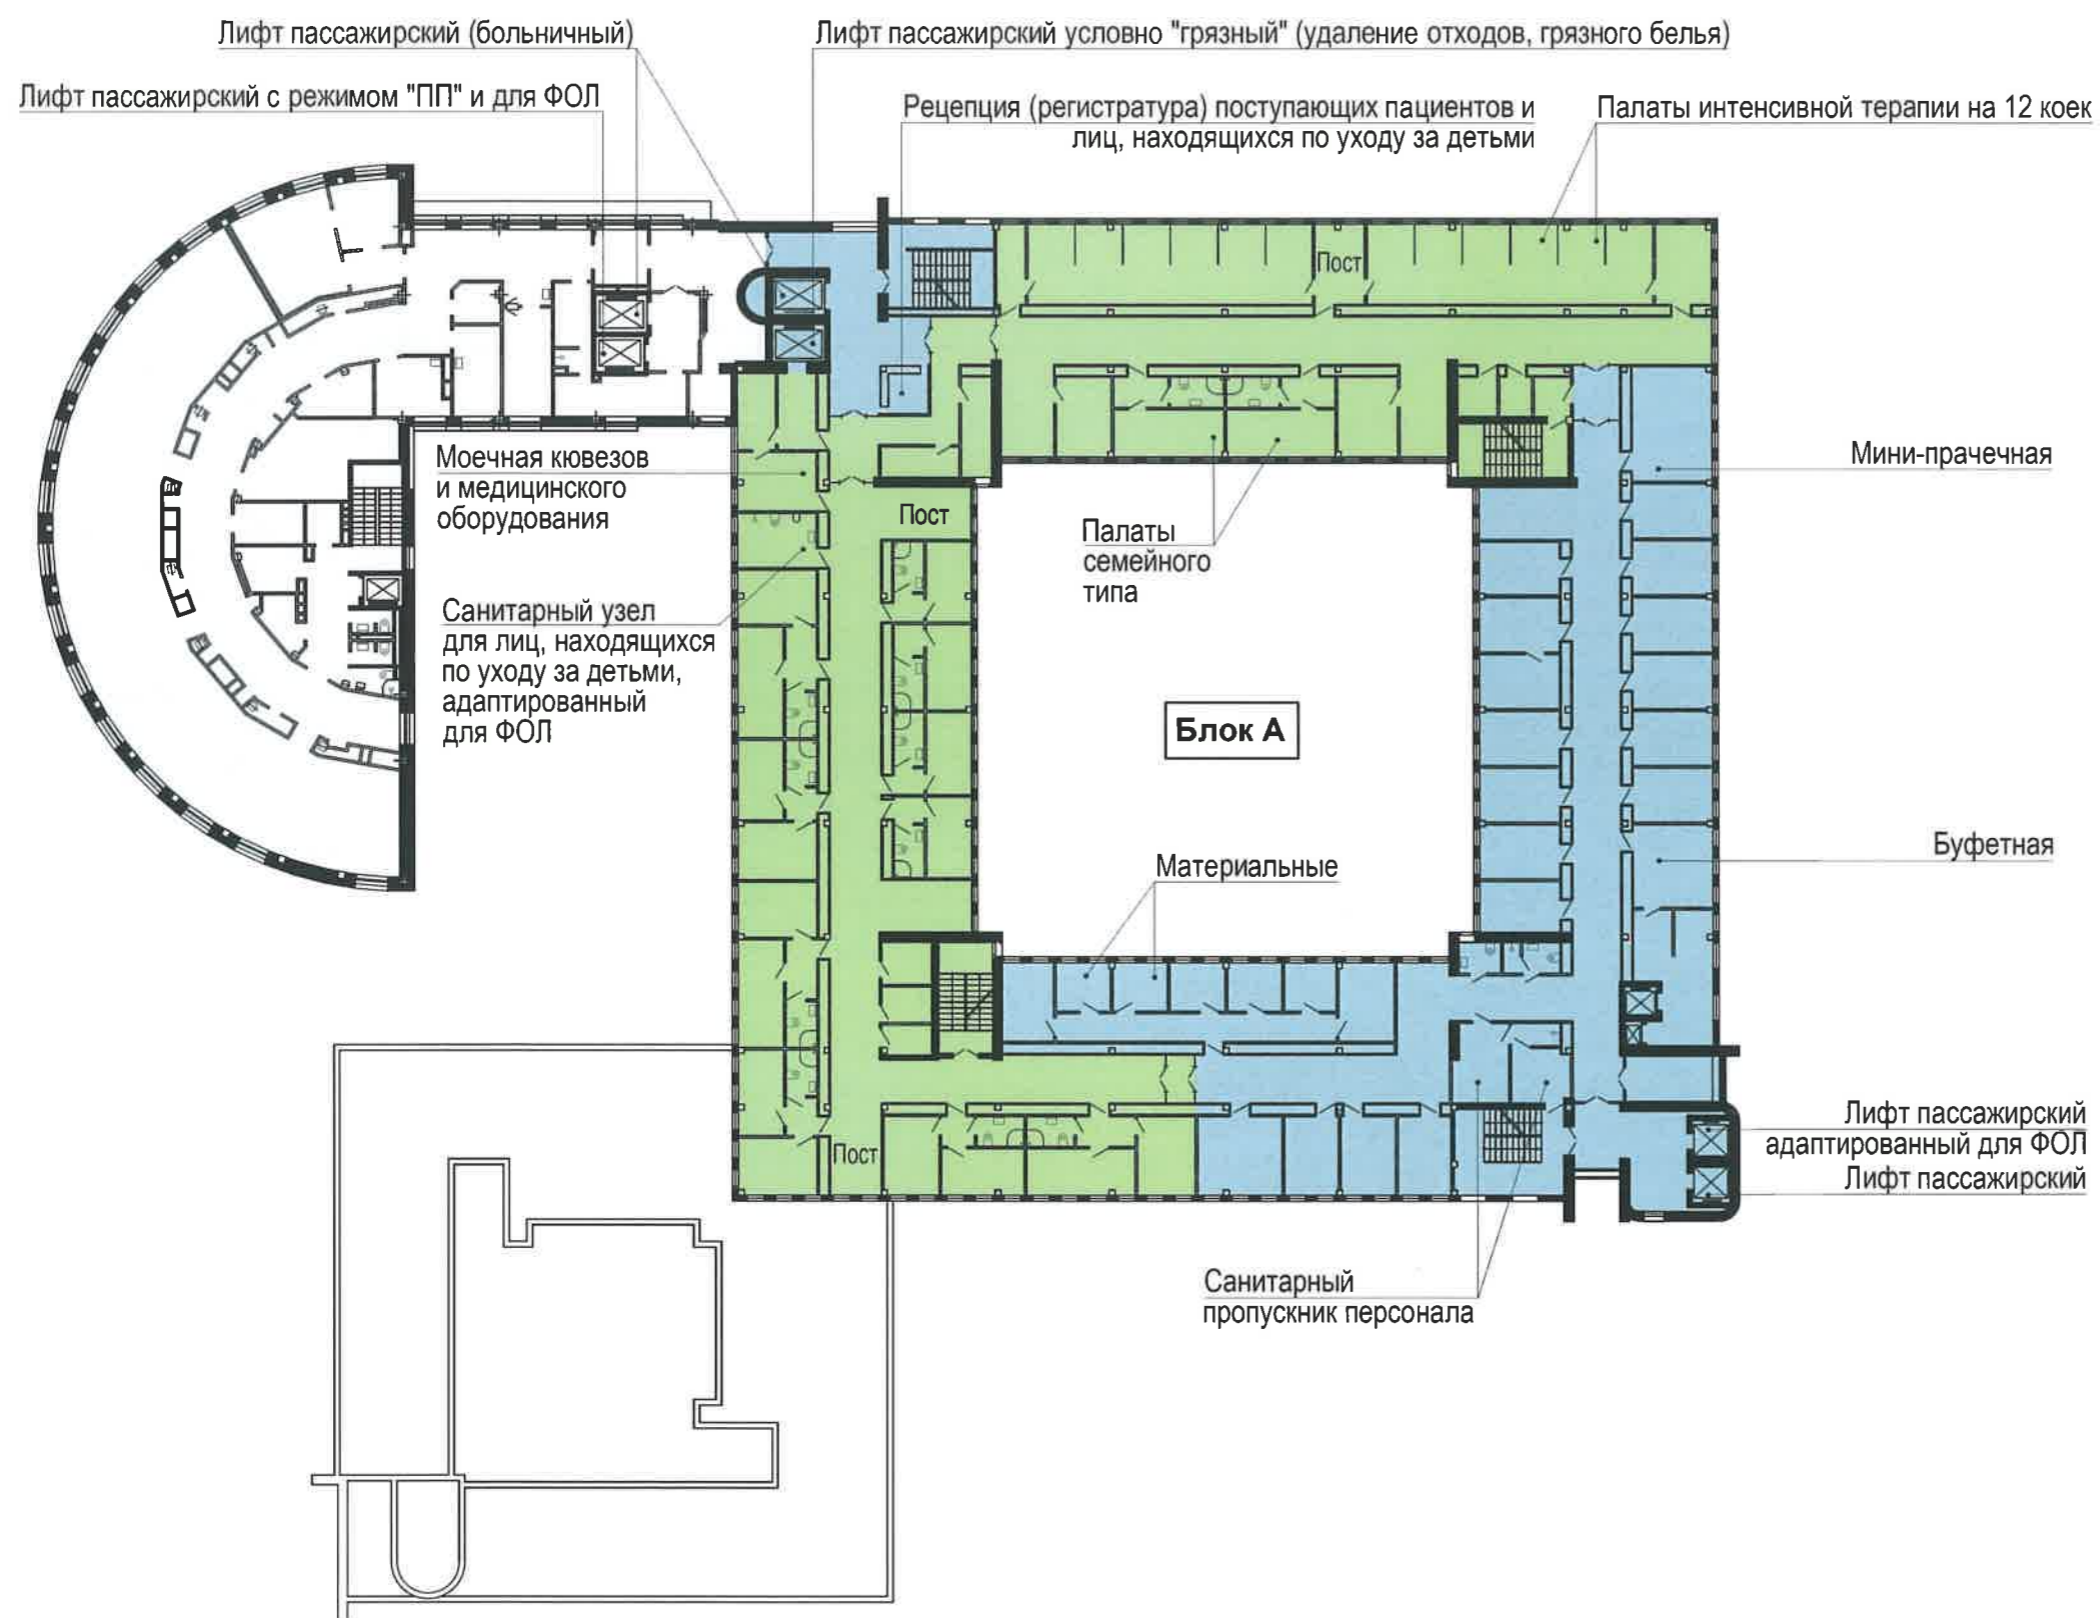 Лифт пассажирский (больничный)
Лифт пассажирский условно "грязный" (удаление отходов, грязного белья)
Лифт пассажирский с режимом "ПП" и для ФОЛ
Рецепция (регистратура) поступающих пациентов и
лиц, находящихся по уходу за детьми
Палаты интенсивной терапии на 12 коек
Пост
Моечная кювезов
и медицинского
оборудования
Мини-прачечная
Пост
Палаты
семейного
типа
Санитарный узел
для лиц, находящихся
по уходу за детьми,
адаптированный
для ФОЛ
Блок А
Буфетная
Материальные
Лифт пассажирский
адаптированный для ФОЛ
Лифт пассажирский
Пост
Санитарный
пропускник персонала